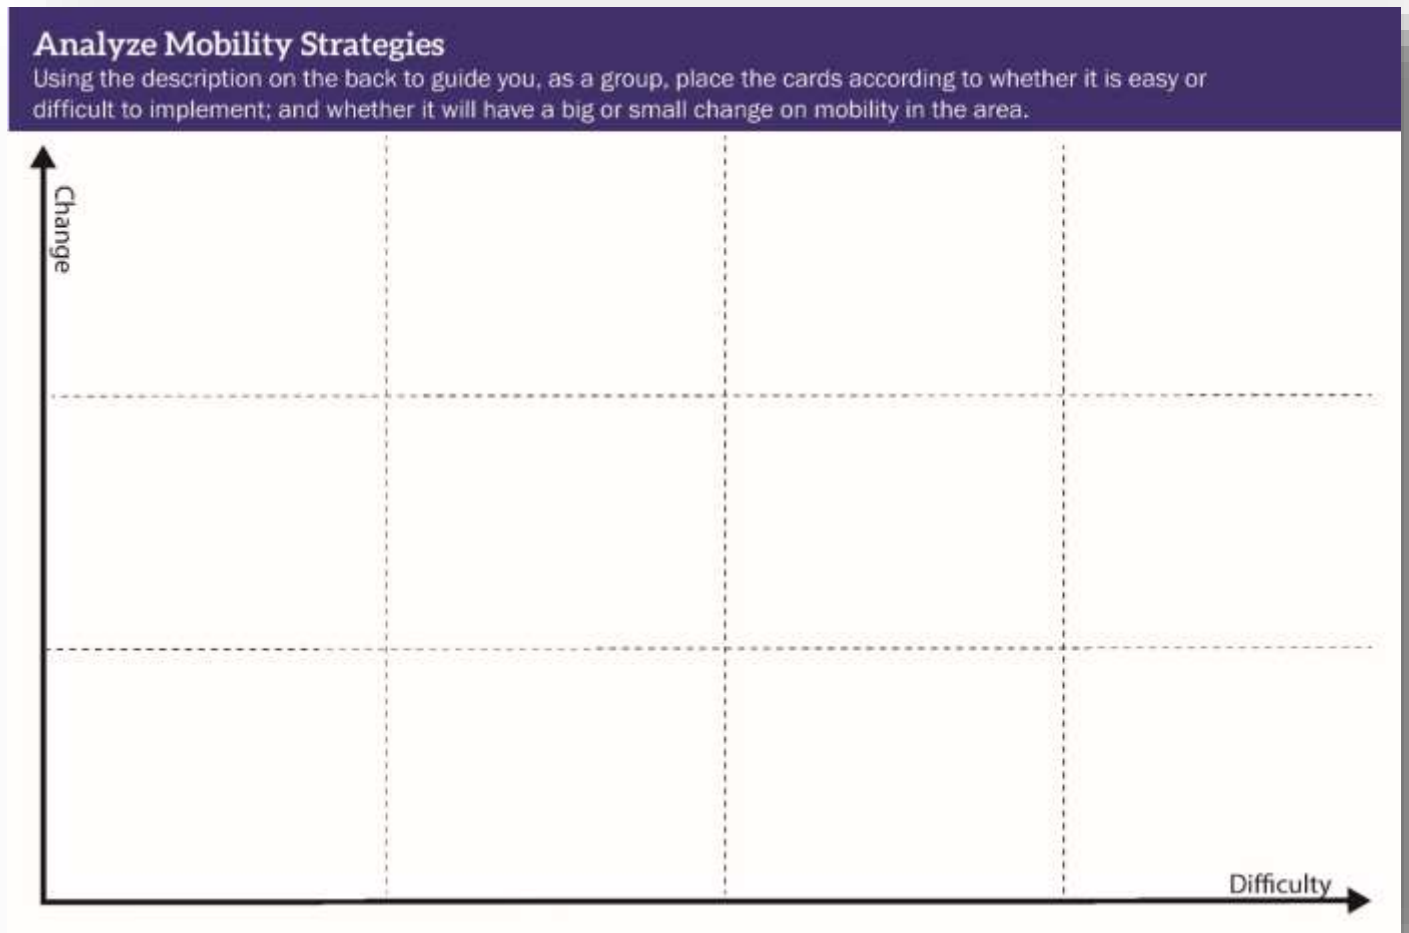 Analyze Mobility Strategies
Using the description on the back to guide you, as a group, place the cards according to whether it is easy or
difficult to implement; and whether it will have a big or small change on mobility in the area.
Change
Difficulty